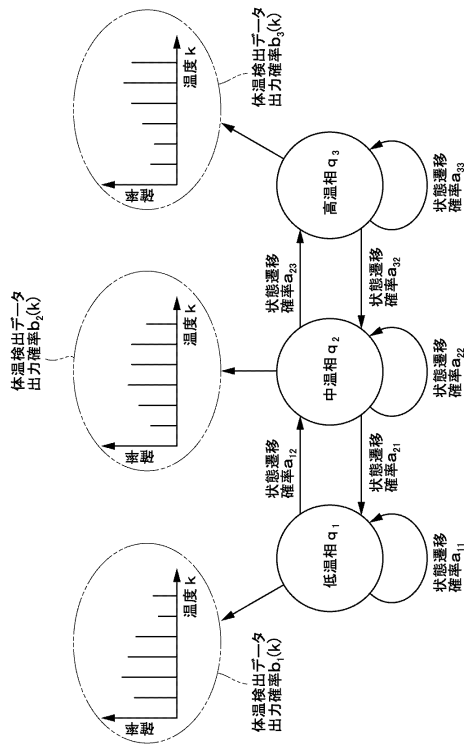 体温検出データ
出力確率b₁(k)
確率
温度 k
体温検出データ
出力確率b₂(k)
確率
温度 k
体温検出データ
出力確率b₃(k)
確率
温度 k
低温相 q₁
状態遷移
確率a₁₂
中温相 q₂
状態遷移
確率a₂₃
高温相 q₃
状態遷移
確率a₂₁
状態遷移
確率a₃₂
状態遷移
確率a₁₁
状態遷移
確率a₂₂
状態遷移
確率a₃₃